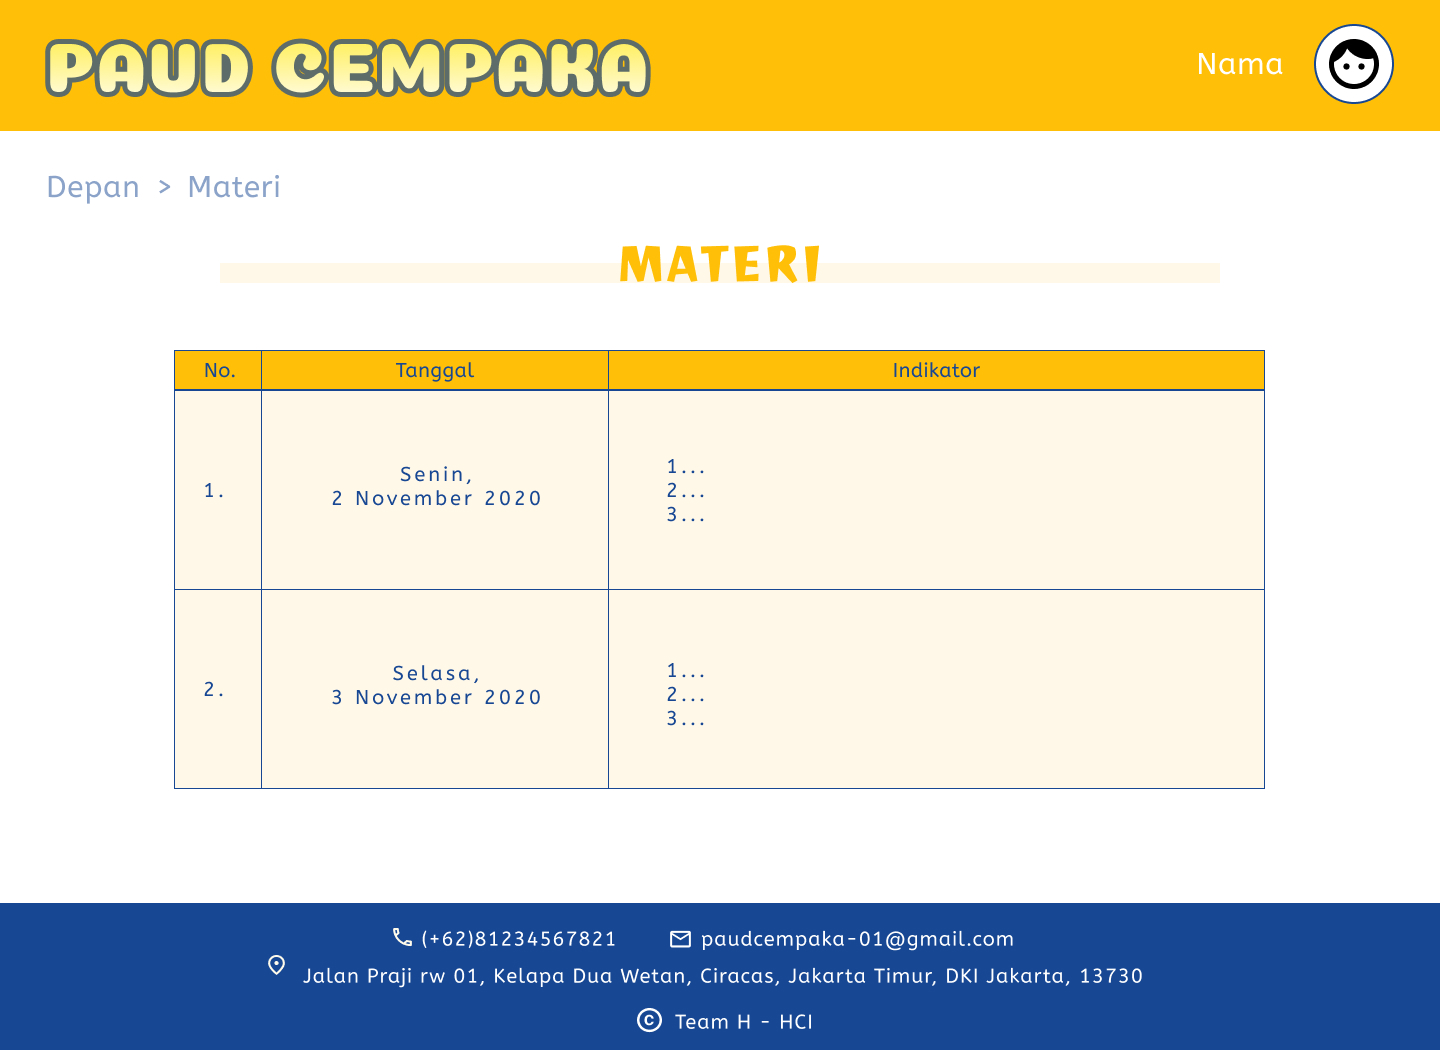 PAUD CEMPAKA
Nama
Depan > Materi
MATERI
No. Tanggal Indikator
1. Senin,
2 November 2020
1...
2...
3...
2. Selasa,
3 November 2020
1...
2...
3...
(+62)81234567821 paudcempaka-01@gmail.com
Jalan Praji rw 01, Kelapa Dua Wetan, Ciracas, Jakarta Timur, DKI Jakarta, 13730
© Team H - HCI